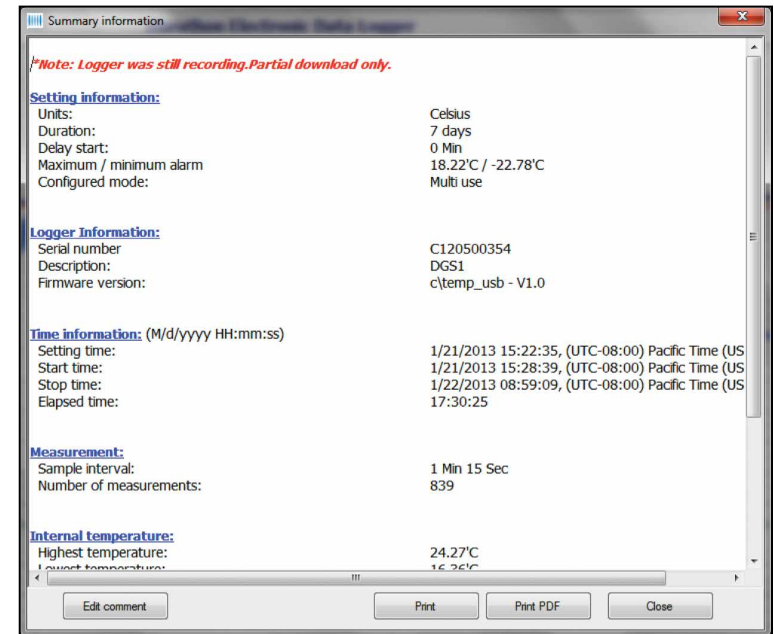 Summary information
*Note: Logger was still recording.Partial download only.
Setting information:
Units: Celsius
Duration: 7 days
Delay start: 0 Min
Maximum / minimum alarm 18.22'C / -22.78'C
Configured mode: Multi use
Logger Information:
Serial number C120500354
Description: DGS1
Firmware version: c\temp_usb - V1.0
Time information: (M/d/yyyy HH:mm:ss)
Setting time: 1/21/2013 15:22:35, (UTC-08:00) Pacific Time (US
Start time: 1/21/2013 15:28:39, (UTC-08:00) Pacific Time (US
Stop time: 1/22/2013 08:59:09, (UTC-08:00) Pacific Time (US
Elapsed time: 17:30:25
Measurement:
Sample interval: 1 Min 15 Sec
Number of measurements: 839
Internal temperature:
Highest temperature: 24.27'C
Lowest temperature: 16.36'C
Edit comment Print Print PDF Close